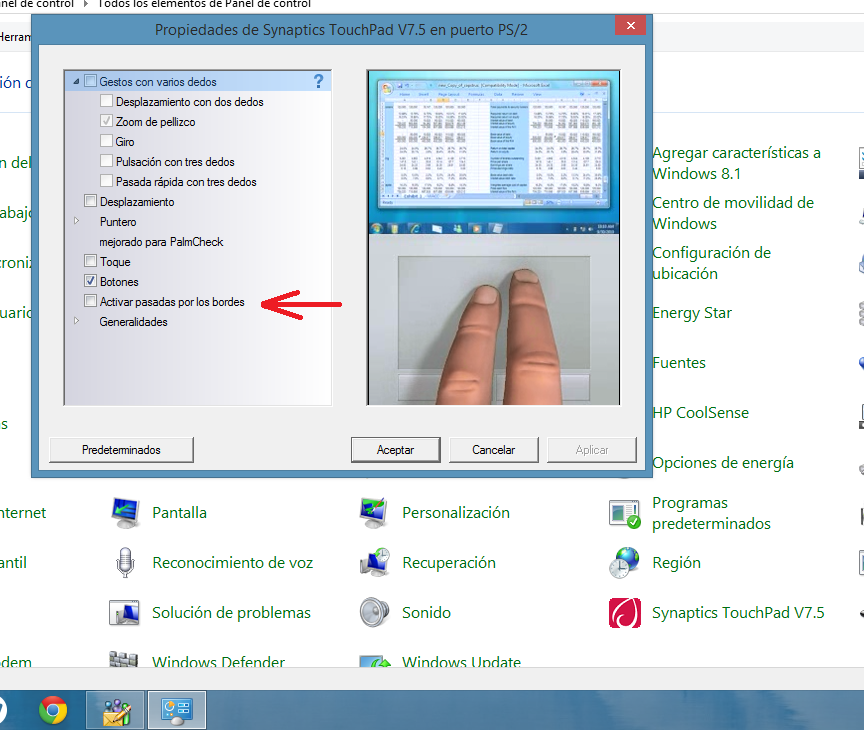 nel de control ▸ Todos los elementos de Panel de control
Herram
Propiedades de Synaptics TouchPad V7.5 en puerto PS/2
Gestos con varios dedos ?
Desplazamiento con dos dedos
Zoom de pellizco
Giro
Pulsación con tres dedos
Pasada rápida con tres dedos
Desplazamiento
Puntero
mejorado para PalmCheck
Toque
Botones
Activar pasadas por los bordes
Generalidades
Predeterminados
Aceptar
Cancelar
Aplicar
ión d
n del
abajo
croniz
uario
s
Agregar características a
Windows 8.1
Centro de movilidad de
Windows
Configuración de
ubicación
Energy Star
Fuentes
HP CoolSense
Opciones de energía
nternet
Pantalla
Personalización
Programas
predeterminados
antil
Reconocimiento de voz
Recuperación
Región
Solución de problemas
Sonido
Synaptics TouchPad V7.5
odem
Windows Defender
Windows Update